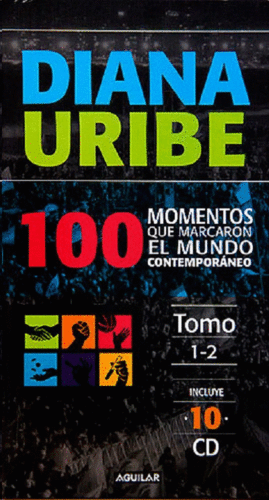 DIANA
URIBE
100
MOMENTOS
QUE MARCARON
EL MUNDO
CONTEMPORÁNEO
Tomo
1-2
INCLUYE
·10·
CD
AGUILAR